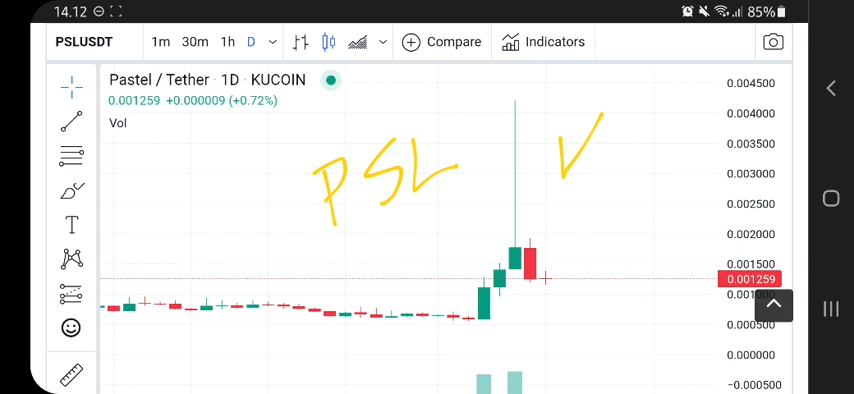 14.12 85%
PSLUSDT 1m 30m 1h D Compare Indicators
Pastel / Tether · 1D · KUCOIN
0.001259 +0.000009 (+0.72%)
Vol
PSL
T
0.004500
0.004000
0.003500
0.003000
0.002500
0.002000
0.001500
0.001259
0.001000
0.000500
0.000000
−0.000500